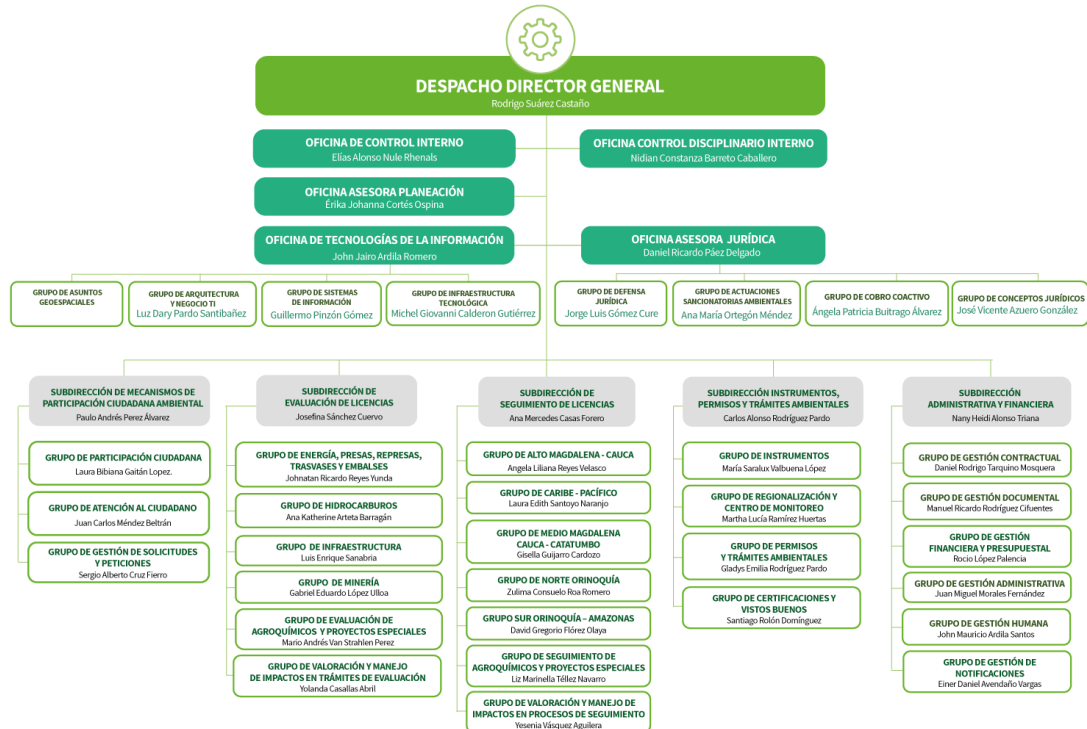 DESPACHO DIRECTOR GENERAL
Rodrigo Suárez Castaño
OFICINA DE CONTROL INTERNO
Elías Alonso Nule Rhenals
OFICINA CONTROL DISCIPLINARIO INTERNO
Nidian Constanza Barreto Caballero
OFICINA ASESORA PLANEACIÓN
Érika Johanna Cortés Ospina
OFICINA DE TECNOLOGÍAS DE LA INFORMACIÓN
John Jairo Ardila Romero
OFICINA ASESORA JURÍDICA
Daniel Ricardo Páez Delgado
GRUPO DE ASUNTOS
GEOESPACIALES
GRUPO DE ARQUITECTURA
Y NEGOCIO TI
Luz Dary Pardo Santibañez
GRUPO DE SISTEMAS
DE INFORMACIÓN
Guillermo Pinzón Gómez
GRUPO DE INFRAESTRUCTURA
TECNOLÓGICA
Michel Giovanni Calderon Gutiérrez
GRUPO DE DEFENSA
JURÍDICA
Jorge Luis Gómez Cure
GRUPO DE ACTUACIONES
SANCIONATORIAS AMBIENTALES
Ana María Ortegón Méndez
GRUPO DE COBRO COACTIVO
Ángela Patricia Buitrago Álvarez
GRUPO DE CONCEPTOS JURÍDICOS
José Vicente Azuero González
SUBDIRECCIÓN DE MECANISMOS DE
PARTICIPACIÓN CIUDADANA AMBIENTAL
Paulo Andrés Perez Álvarez
GRUPO DE PARTICIPACIÓN CIUDADANA
Laura Bibiana Gaitán Lopez.
GRUPO DE ATENCIÓN AL CIUDADANO
Juan Carlos Méndez Beltrán
GRUPO DE GESTIÓN DE SOLICITUDES
Y PETICIONES
Sergio Alberto Cruz Fierro
SUBDIRECCIÓN DE
EVALUACIÓN DE LICENCIAS
Josefina Sánchez Cuervo
GRUPO DE ENERGÍA, PRESAS, REPRESAS,
TRASVASES Y EMBALSES
Johnatan Ricardo Reyes Yunda
GRUPO DE HIDROCARBUROS
Ana Katherine Arteta Barragán
GRUPO DE INFRAESTRUCTURA
Luis Enrique Sanabria
GRUPO DE MINERÍA
Gabriel Eduardo López Ulloa
GRUPO DE EVALUACIÓN DE
AGROQUÍMICOS Y PROYECTOS ESPECIALES
Mario Andrés Van Strahlen Perez
GRUPO DE VALORACIÓN Y MANEJO
DE IMPACTOS EN TRÁMITES DE EVALUACIÓN
Yolanda Casallas Abril
SUBDIRECCIÓN DE
SEGUIMIENTO DE LICENCIAS
Ana Mercedes Casas Forero
GRUPO DE ALTO MAGDALENA - CAUCA
Angela Liliana Reyes Velasco
GRUPO DE CARIBE - PACÍFICO
Laura Edith Santoyo Naranjo
GRUPO DE MEDIO MAGDALENA
CAUCA - CATATUMBO
Gisella Guijarro Cardozo
GRUPO DE NORTE ORINOQUÍA
Zulima Consuelo Roa Romero
GRUPO SUR ORINOQUÍA – AMAZONAS
David Gregorio Flórez Olaya
GRUPO DE SEGUIMIENTO DE
AGROQUÍMICOS Y PROYECTOS ESPECIALES
Liz Marinella Téllez Navarro
GRUPO DE VALORACIÓN Y MANEJO DE
IMPACTOS EN PROCESOS DE SEGUIMIENTO
Yesenia Vásquez Aguilera
SUBDIRECCIÓN INSTRUMENTOS,
PERMISOS Y TRÁMITES AMBIENTALES
Carlos Alonso Rodríguez Pardo
GRUPO DE INSTRUMENTOS
María Saralux Valbuena López
GRUPO DE REGIONALIZACIÓN Y
CENTRO DE MONITOREO
Martha Lucía Ramírez Huertas
GRUPO DE PERMISOS
Y TRÁMITES AMBIENTALES
Gladys Emilia Rodríguez Pardo
GRUPO DE CERTIFICACIONES Y
VISTOS BUENOS
Santiago Rolón Domínguez
SUBDIRECCIÓN
ADMINISTRATIVA Y FINANCIERA
Nany Heidi Alonso Triana
GRUPO DE GESTIÓN CONTRACTUAL
Daniel Rodrigo Tarquino Mosquera
GRUPO DE GESTIÓN DOCUMENTAL
Manuel Ricardo Rodríguez Cifuentes
GRUPO DE GESTIÓN
FINANCIERA Y PRESUPUESTAL
Rocio López Palencia
GRUPO DE GESTIÓN ADMINISTRATIVA
Juan Miguel Morales Fernández
GRUPO DE GESTIÓN HUMANA
John Mauricio Ardila Santos
GRUPO DE GESTIÓN DE
NOTIFICACIONES
Einer Daniel Avendaño Vargas